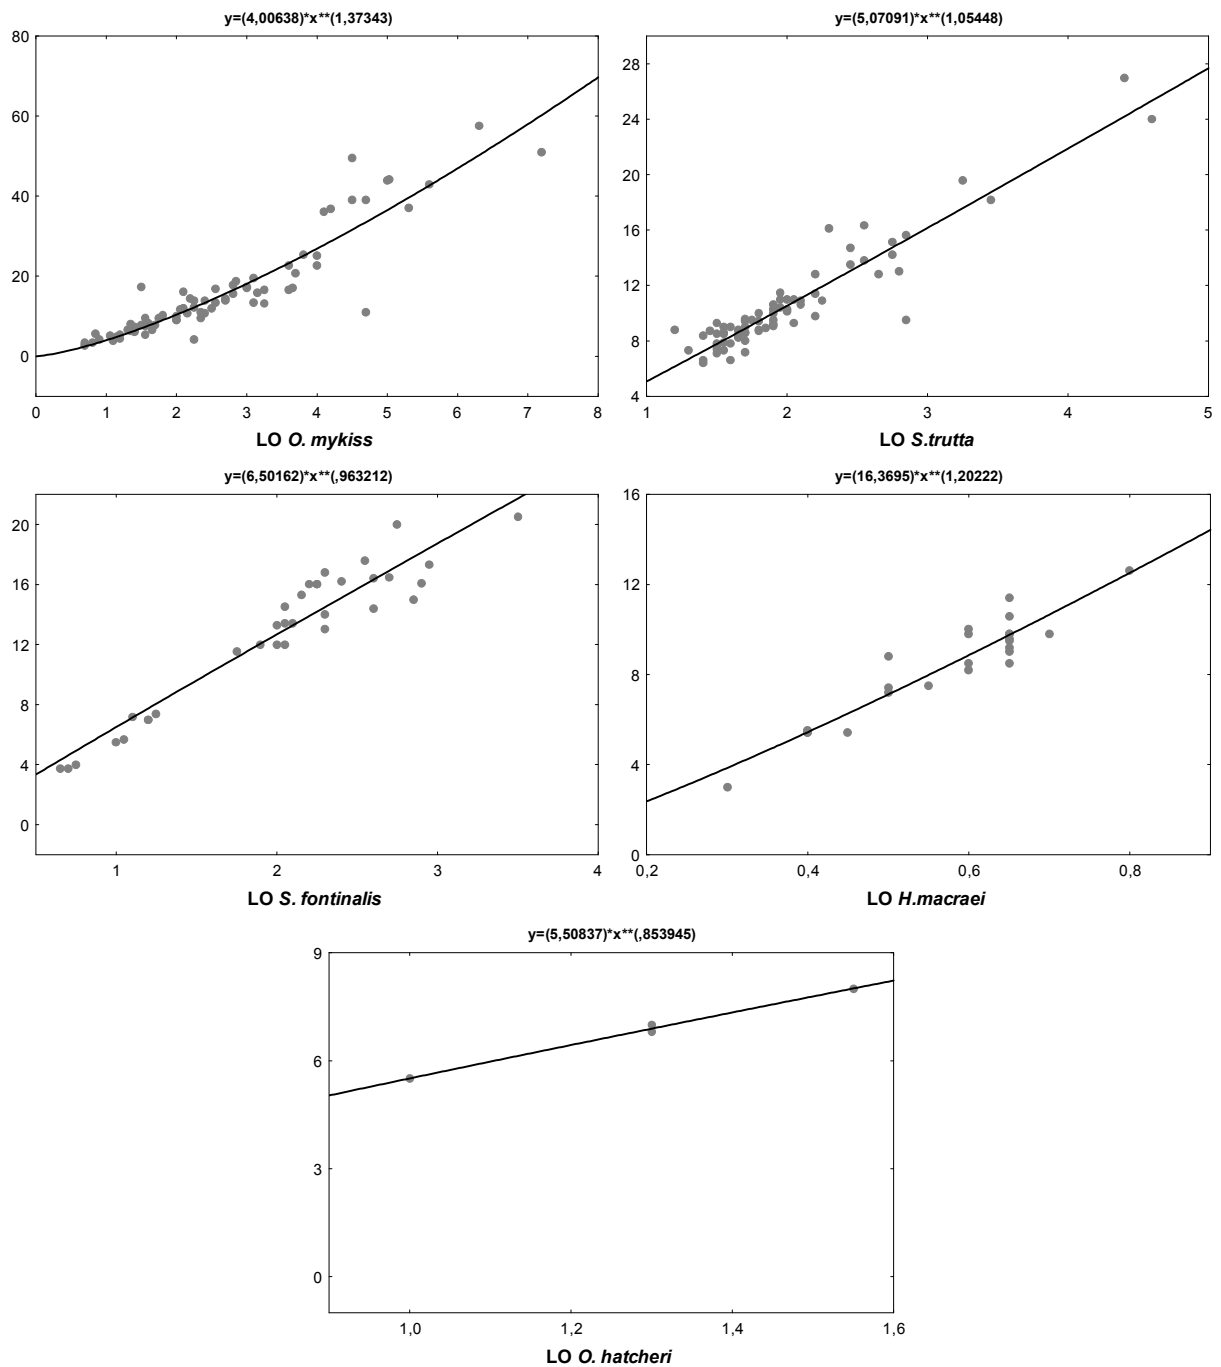 y=(4,00638)*x**(1,37343)
80
60
40
20
0
0 1 2 3 4 5 6 7 8
LO O. mykiss
y=(5,07091)*x**(1,05448)
28
24
20
16
12
8
4
1 2 3 4 5
LO S.trutta
y=(6,50162)*x**(,963212)
20
16
12
8
4
0
1 2 3 4
LO S. fontinalis
y=(16,3695)*x**(1,20222)
16
12
8
4
0
0,2 0,4 0,6 0,8
LO H.macraei
y=(5,50837)*x**(,853945)
9
6
3
0
1,0 1,2 1,4 1,6
LO O. hatcheri